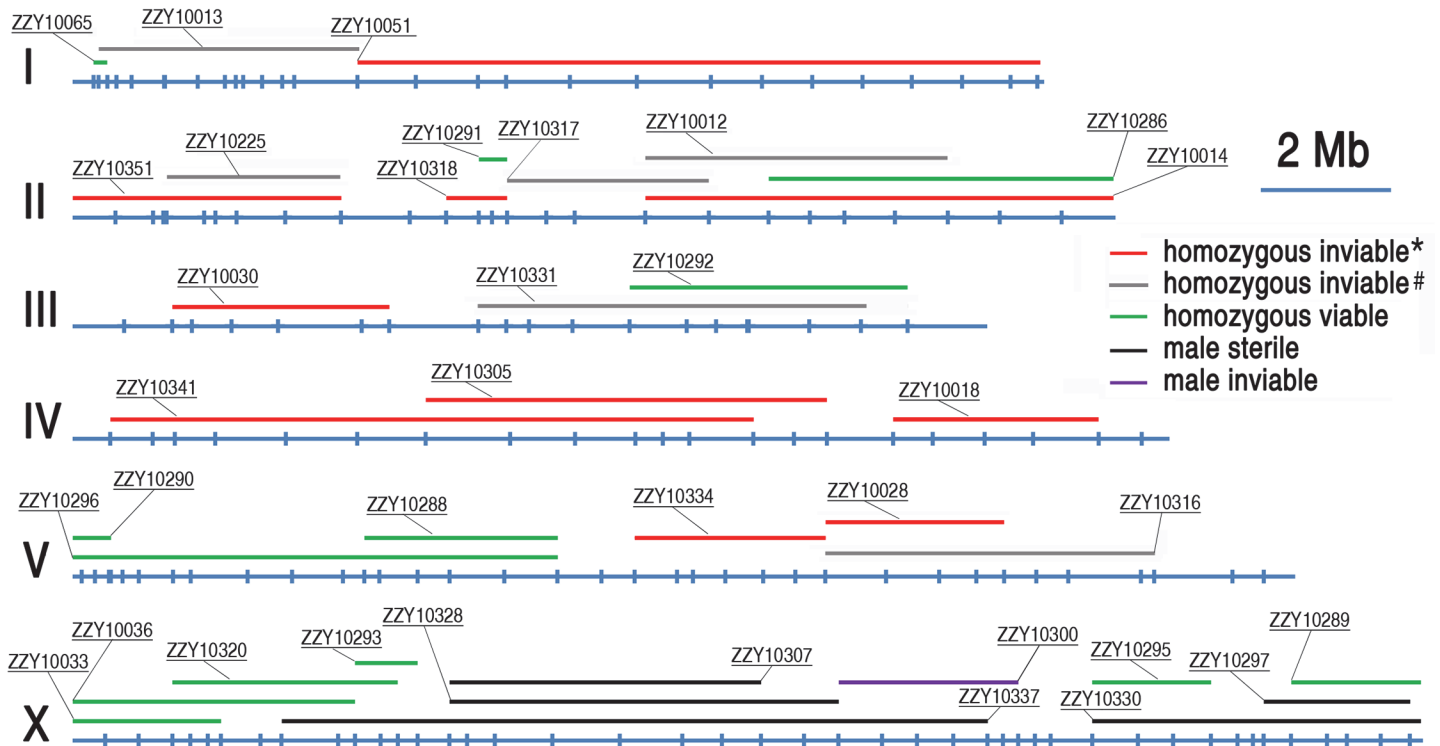 ZZY10065
ZZY10013
ZZY10051
I
ZZY10351
ZZY10225
ZZY10318
ZZY10291
ZZY10317
ZZY10012
ZZY10286
ZZY10014
II
2 Mb
ZZY10030
ZZY10331
ZZY10292
III
homozygous inviable*
homozygous inviable#
homozygous viable
male sterile
male inviable
ZZY10341
ZZY10305
ZZY10018
IV
ZZY10296
ZZY10290
ZZY10288
ZZY10334
ZZY10028
ZZY10316
V
ZZY10033
ZZY10036
ZZY10320
ZZY10293
ZZY10328
ZZY10307
ZZY10300
ZZY10337
ZZY10330
ZZY10295
ZZY10297
ZZY10289
X